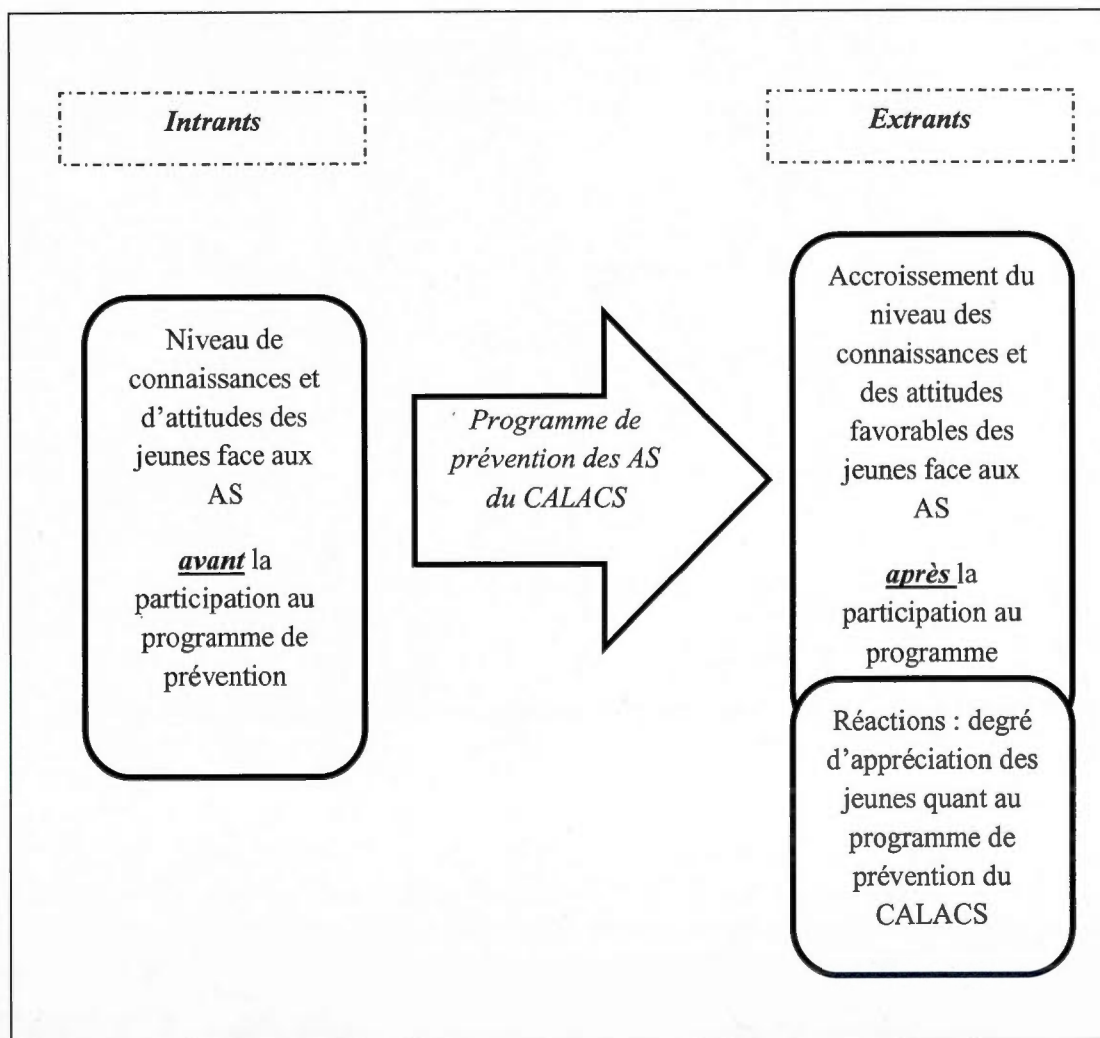 Intrants
Extrants
Niveau de
connaissances et
d'attitudes des
jeunes face aux
AS
avant la
participation au
programme de
prévention
Programme de
prévention des AS
du CALACS
Accroissement du
niveau des
connaissances et
des attitudes
favorables des
jeunes face aux
AS
après la
participation au
programme
Réactions : degré
d'appréciation des
jeunes quant au
programme de
prévention du
CALACS